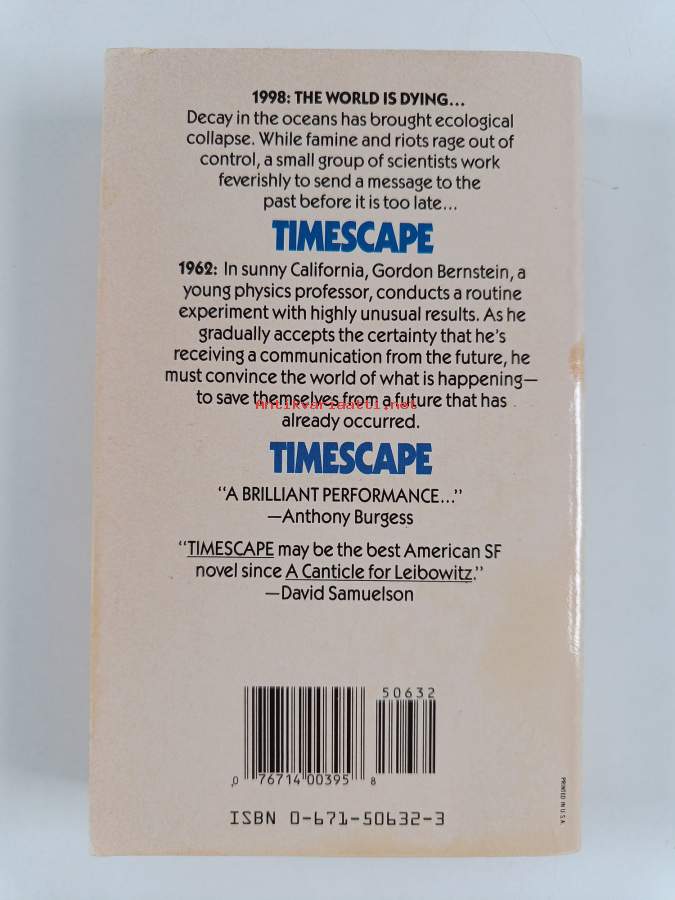 1998: THE WORLD IS DYING...
Decay in the oceans has brought ecological
collapse. While famine and riots rage out of
control, a small group of scientists work
feverishly to send a message to the
past before it is too late...
TIMESCAPE
1962: In sunny California, Gordon Bernstein, a
young physics professor, conducts a routine
experiment with highly unusual results. As he
gradually accepts the certainty that he's
receiving a communication from the future, he
must convince the world of what is happening—
to save themselves from a future that has
Antikvariaatti.net
already occurred.
TIMESCAPE
"A BRILLIANT PERFORMANCE..."
—Anthony Burgess
"TIMESCAPE may be the best American SF
novel since A Canticle for Leibowitz."
—David Samuelson
50632
0 76714 00395 8
ISBN 0-671-50632-3
PRINTED IN U.S.A.